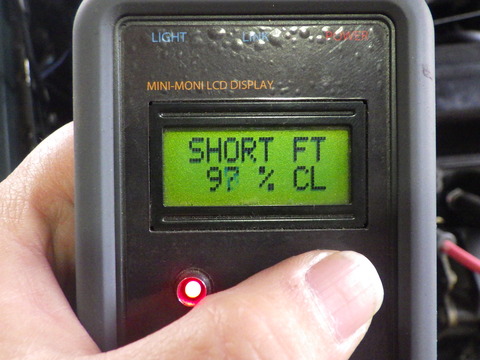 LIGHT LINK POWER
MINI-MONI LCD DISPLAY
SHORT FT
97 % CL